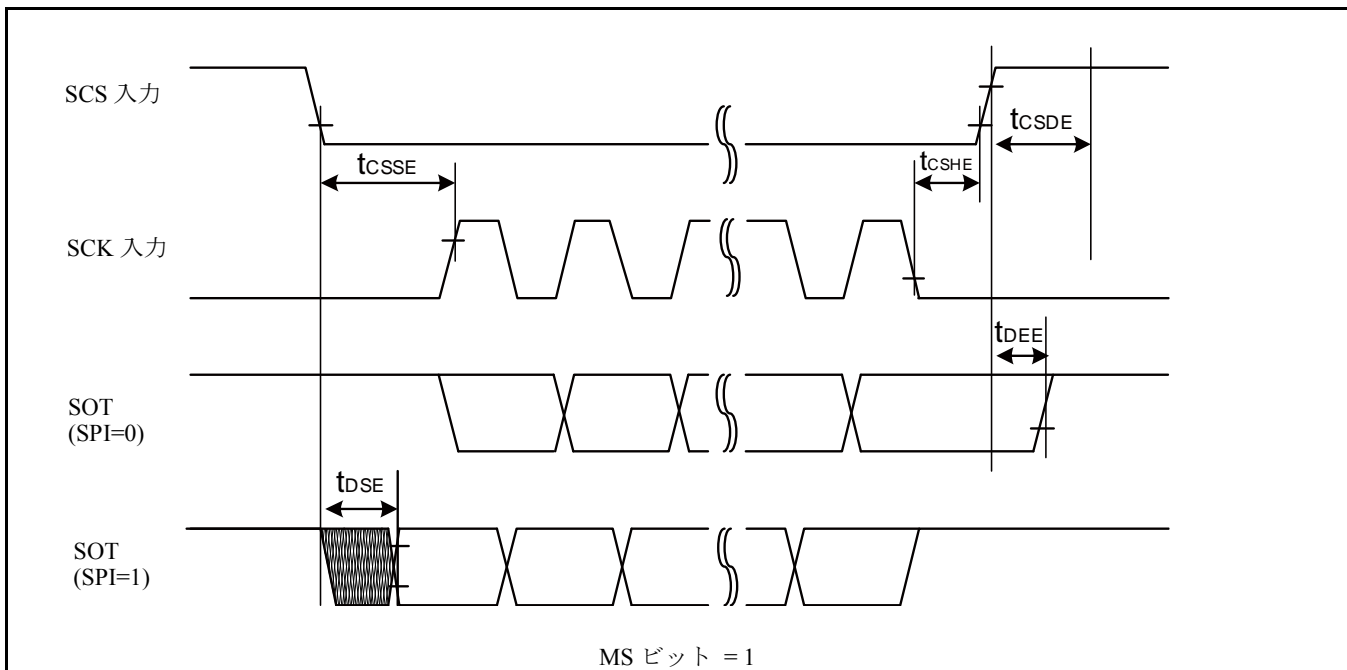 SCS 入力
tCSDE
tCSSE
tCSHE
SCK 入力
tDEE
SOT
(SPI=0)
tDSE
SOT
(SPI=1)
MS ビット = 1